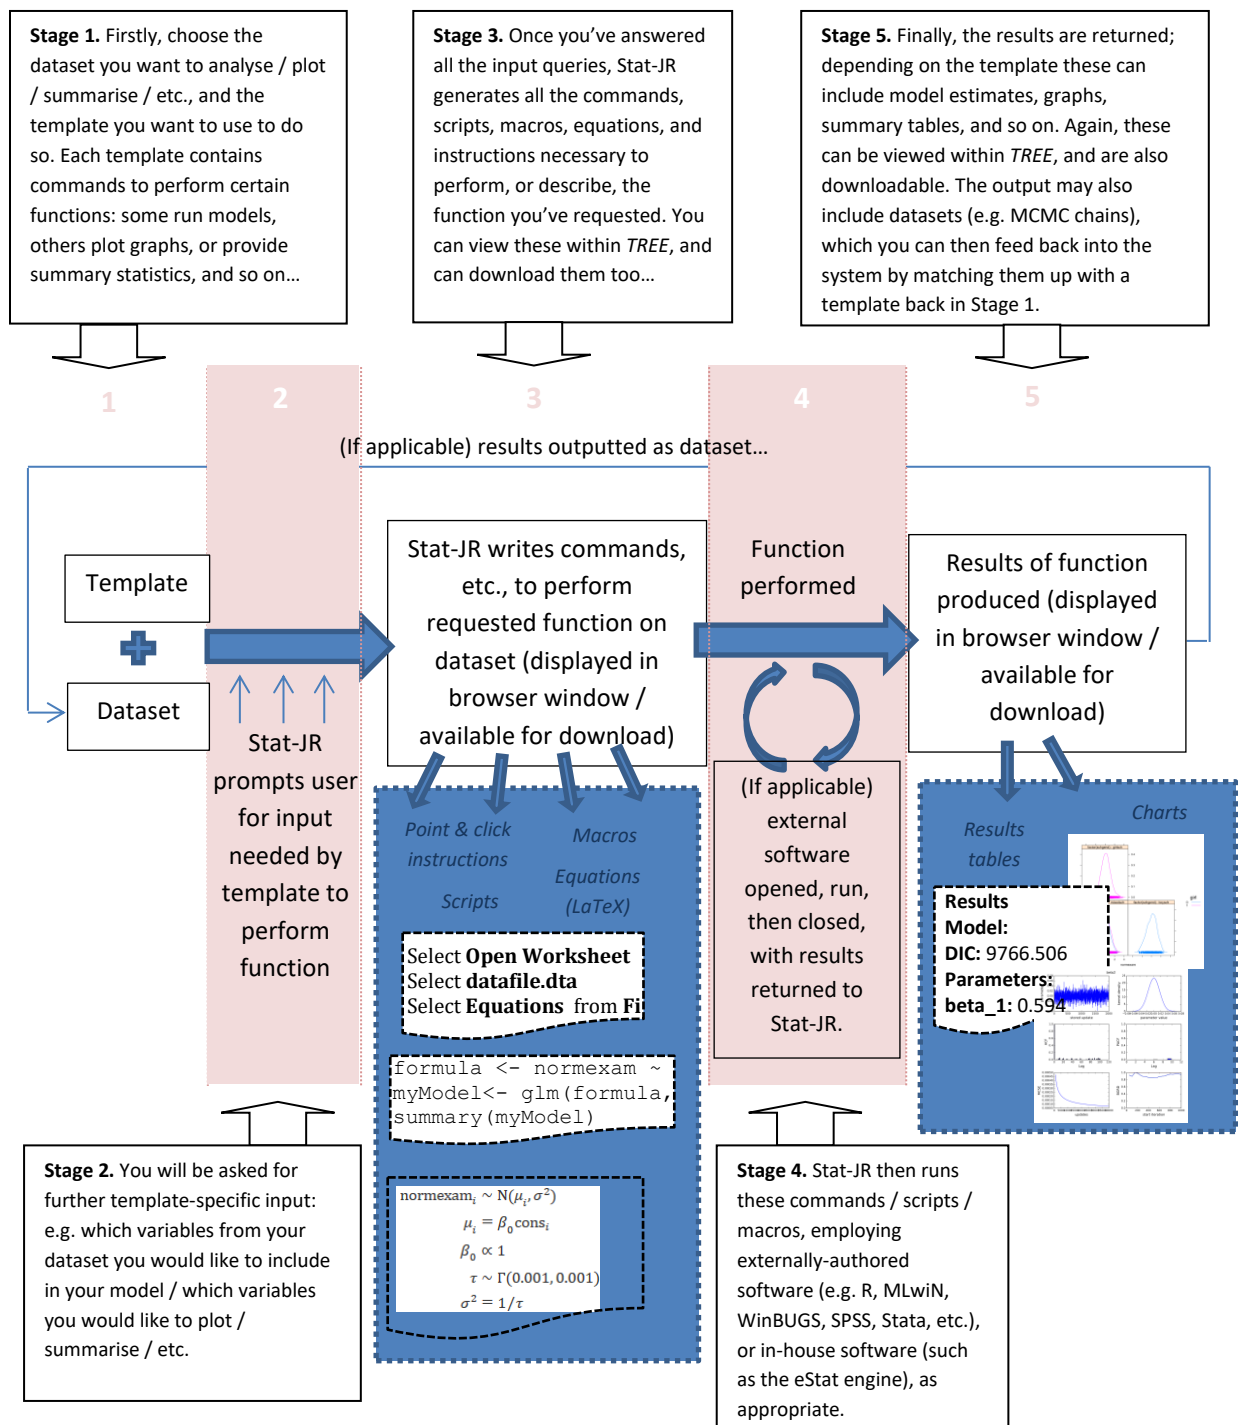 Stage 1. Firstly, choose the
dataset you want to analyse / plot
/ summarise / etc., and the
template you want to use to do
so. Each template contains
commands to perform certain
functions: some run models,
others plot graphs, or provide
summary statistics, and so on…
Stage 3. Once you’ve answered
all the input queries, Stat-JR
generates all the commands,
scripts, macros, equations, and
instructions necessary to
perform, or describe, the
function you’ve requested. You
can view these within TREE, and
can download them too…
Stage 5. Finally, the results are returned;
depending on the template these can
include model estimates, graphs,
summary tables, and so on. Again, these
can be viewed within TREE, and are also
downloadable. The output may also
include datasets (e.g. MCMC chains),
which you can then feed back into the
system by matching them up with a
template back in Stage 1.
1
2
3
4
5
(If applicable) results outputted as dataset…
Template
Dataset
Stat-JR
prompts user
for input
needed by
template to
perform
function
Stat-JR writes commands,
etc., to perform
requested function on
dataset (displayed in
browser window /
available for download)
Function
performed
(If applicable)
external
software
opened, run,
then closed,
with results
returned to
Stat-JR.
Results of function
produced (displayed
in browser window /
available for
download)
Point & click
instructions
Macros
Scripts
Equations
(LaTeX)
Select Open Worksheet
Select datafile.dta
Select Equations from Fi
formula <- normexam ~
myModel<- glm(formula,
summary(myModel)
normexamᵢ ~ N(μᵢ, σ²)
μᵢ = β₀consᵢ
β₀ ∝ 1
τ ~ Γ(0.001, 0.001)
σ² = 1/τ
Results
tables
Charts
Results
Model:
DIC: 9766.506
Parameters:
beta_1: 0.594
Stage 2. You will be asked for
further template-specific input:
e.g. which variables from your
dataset you would like to include
in your model / which variables
you would like to plot /
summarise / etc.
Stage 4. Stat-JR then runs
these commands / scripts /
macros, employing
externally-authored
software (e.g. R, MLwiN,
WinBUGS, SPSS, Stata, etc.),
or in-house software (such
as the eStat engine), as
appropriate.